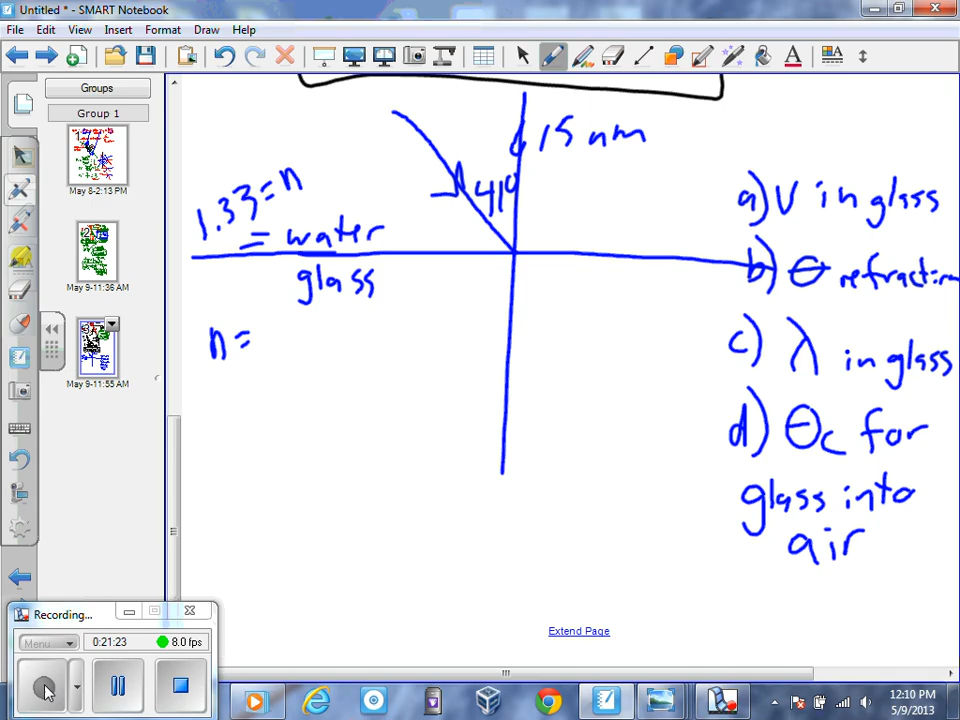 Untitled * - SMART Notebook
File Edit View Insert Format Draw Help
Groups
Group 1
May 8-2:13 PM
May 9-11:36 AM
May 9-11:55 AM
15 nm
41°
1.33 = n
= water
glass
n =
a) V in glass
b) θ refraction
c) λ in glass
d) θc for
glass into
air
Extend Page
Recording...
Menu
0:21:23
8.0 fps
12:10 PM
5/9/2013